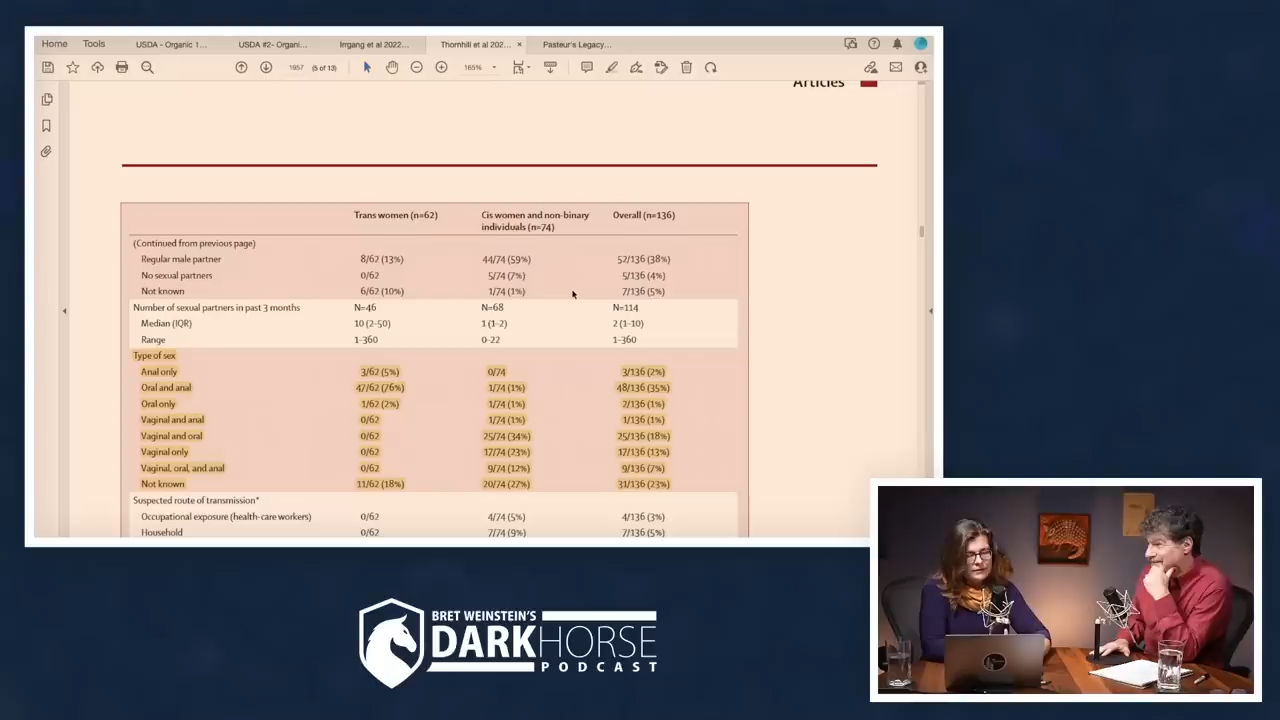 Home Tools USDA - Organic 1... USDA #2- Organi... Irrgang et al 2022... Thornhill et al 202... × Pasteur's Legacy...
1957 (5 of 13) 165%
Articles
Trans women (n=62) Cis women and non-binary Overall (n=136)
individuals (n=74)
(Continued from previous page)
Regular male partner 8/62 (13%) 44/74 (59%) 52/136 (38%)
No sexual partners 0/62 5/74 (7%) 5/136 (4%)
Not known 6/62 (10%) 1/74 (1%) 7/136 (5%)
Number of sexual partners in past 3 months N=46 N=68 N=114
Median (IQR) 10 (2–50) 1 (1–2) 2 (1–10)
Range 1–360 0–22 1–360
Type of sex
Anal only 3/62 (5%) 0/74 3/136 (2%)
Oral and anal 47/62 (76%) 1/74 (1%) 48/136 (35%)
Oral only 1/62 (2%) 1/74 (1%) 2/136 (1%)
Vaginal and anal 0/62 1/74 (1%) 1/136 (1%)
Vaginal and oral 0/62 25/74 (34%) 25/136 (18%)
Vaginal only 0/62 17/74 (23%) 17/136 (13%)
Vaginal, oral, and anal 0/62 9/74 (12%) 9/136 (7%)
Not known 11/62 (18%) 20/74 (27%) 31/136 (23%)
Suspected route of transmission*
Occupational exposure (health-care workers) 0/62 4/74 (5%) 4/136 (3%)
Household 0/62 7/74 (9%) 7/136 (5%)
BRET WEINSTEIN'S
DARKHORSE
PODCAST